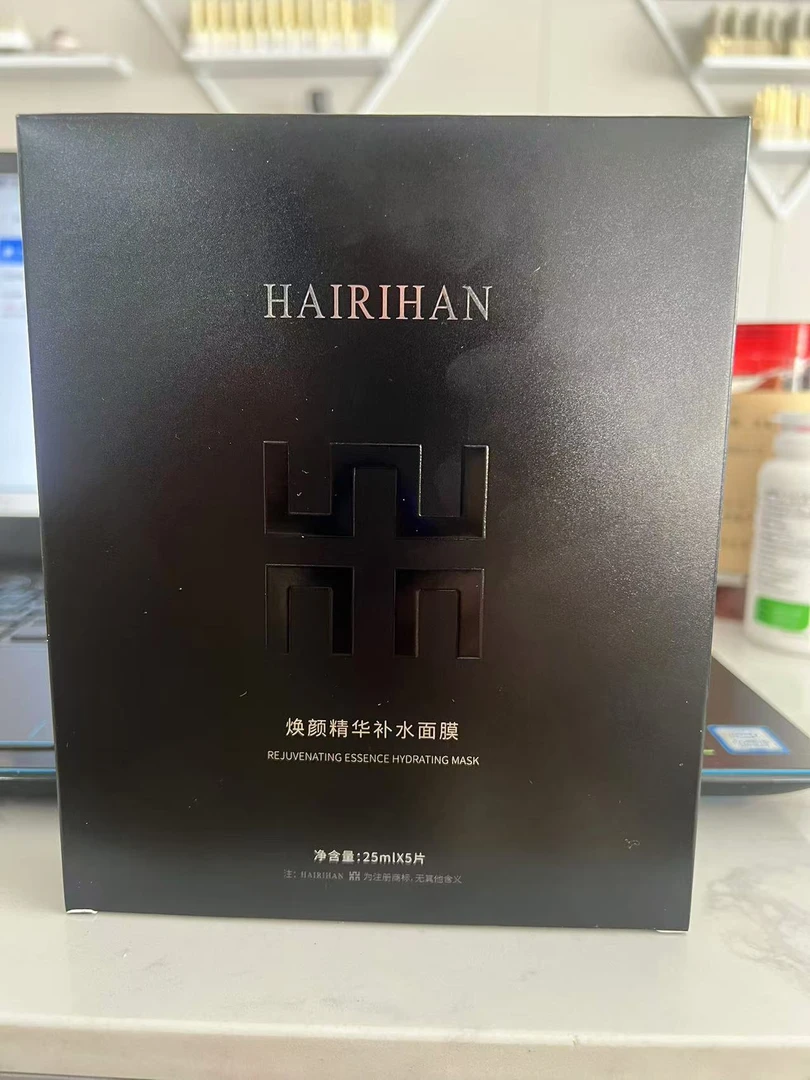 HAIRIHAN
焕颜精华补水面膜
REJUVENATING ESSENCE HYDRATING MASK
净含量:25mlX5片
注: HAIRIHAN 为注册商标,无其他含义